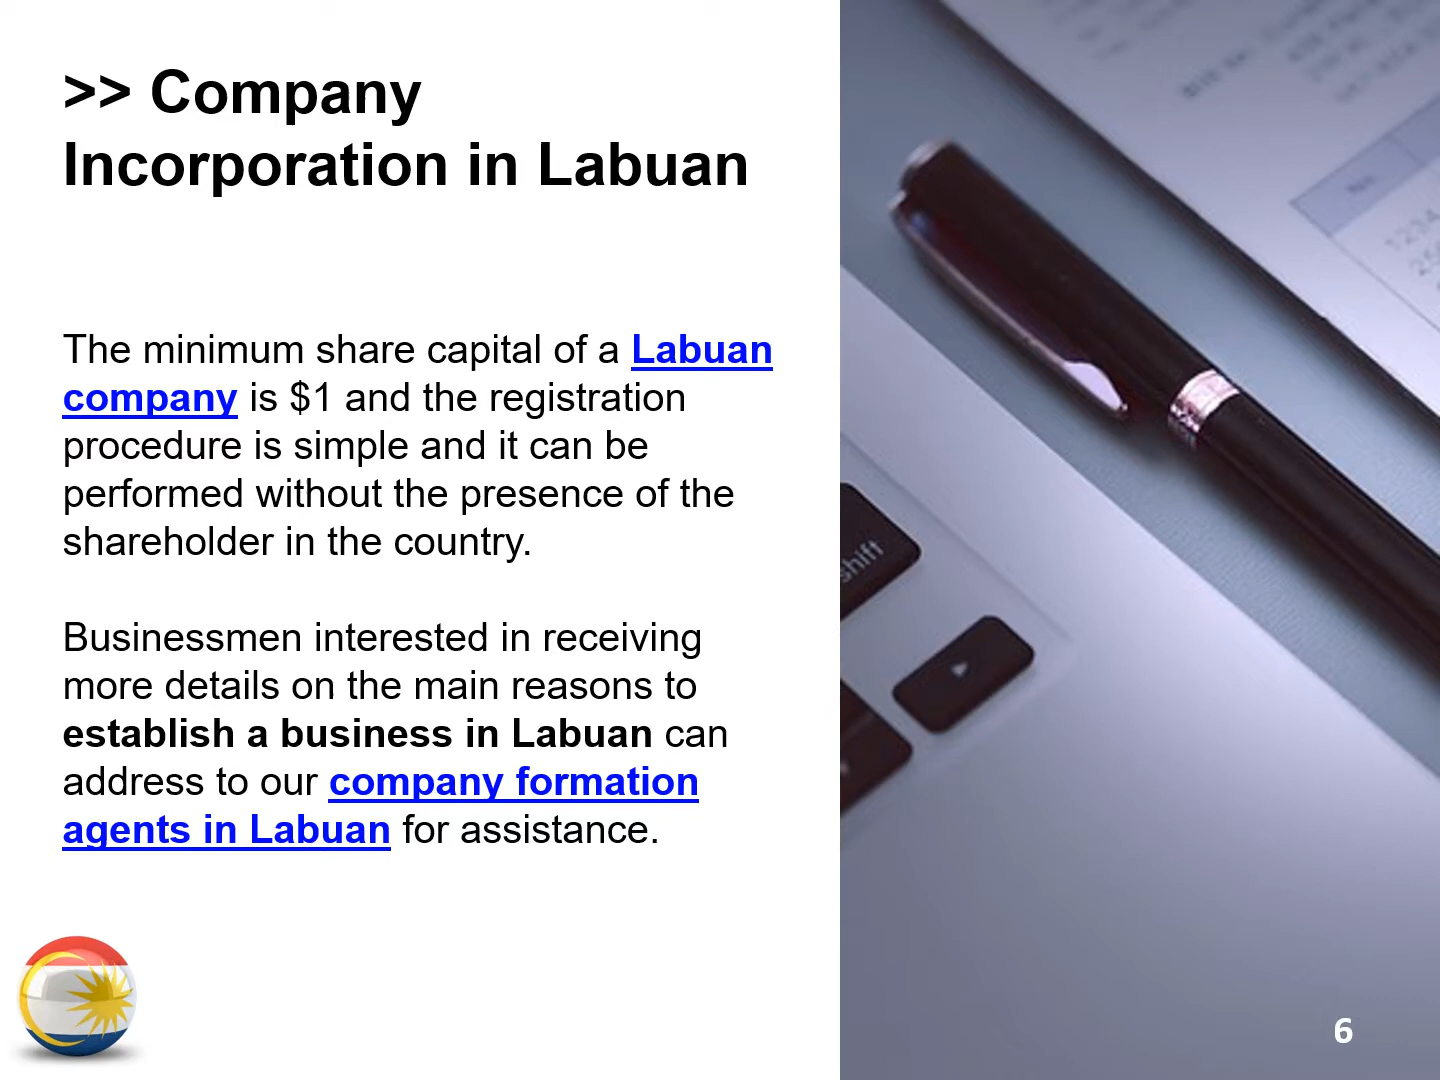 >> Company
Incorporation in Labuan
The minimum share capital of a Labuan
company is $1 and the registration
procedure is simple and it can be
performed without the presence of the
shareholder in the country.
Businessmen interested in receiving
more details on the main reasons to
establish a business in Labuan can
address to our company formation
agents in Labuan for assistance.
shift
6